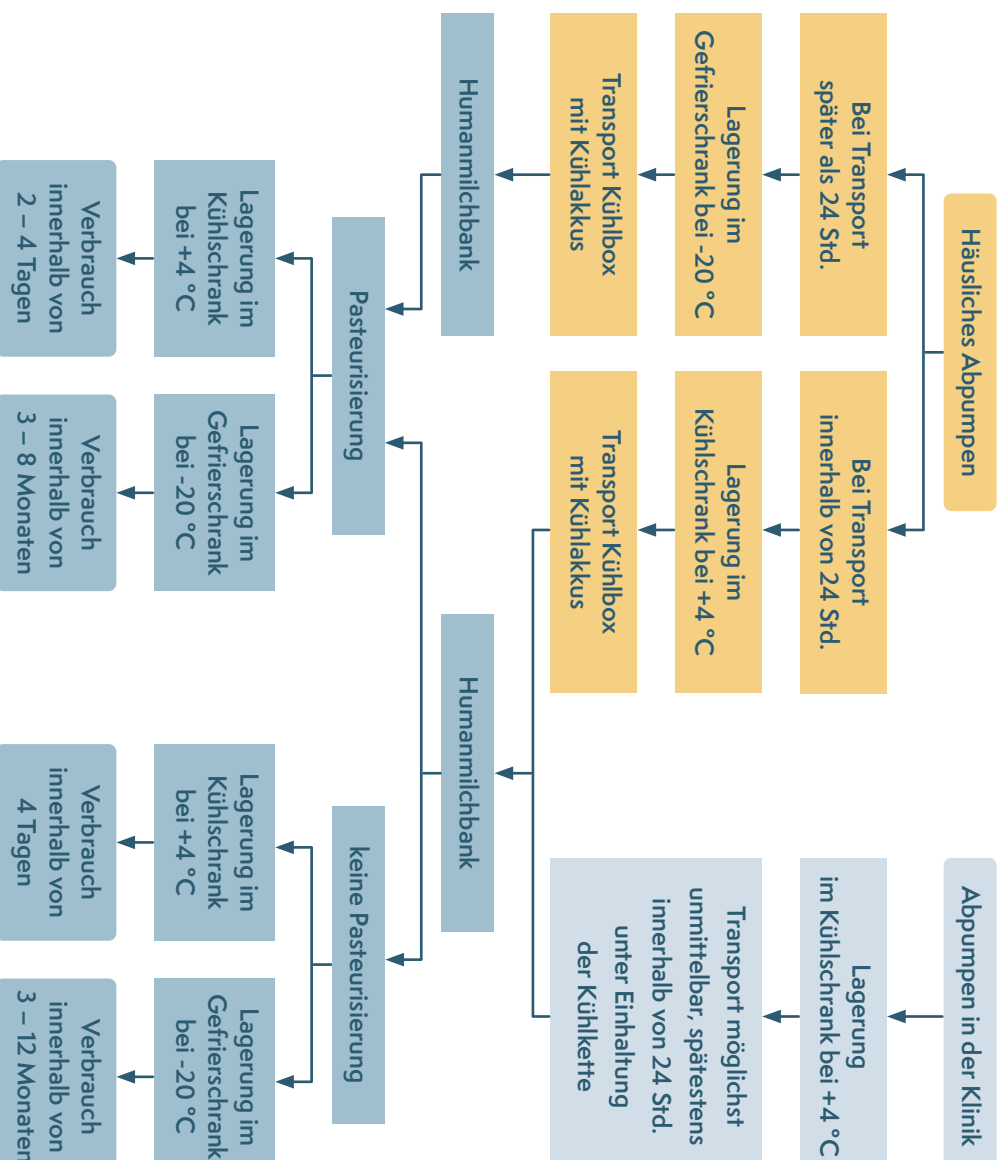 Häusliches Abpumpen
Abpumpen in der Klinik
Bei Transport
später als 24 Std.
Bei Transport
innerhalb von 24 Std.
Lagerung
im Kühlschrank bei +4 °C
Lagerung im
Gefrierschrank bei -20 °C
Lagerung im
Kühlschrank bei +4 °C
Transport möglichst
unmittelbar, spätestens
innerhalb von 24 Std.
unter Einhaltung
der Kühlkette
Transport Kühlbox
mit Kühlakkus
Transport Kühlbox
mit Kühlakkus
Humanmilchbank
Humanmilchbank
Pasteurisierung
keine Pasteurisierung
Lagerung im
Kühlschrank
bei +4 °C
Lagerung im
Gefrierschrank
bei -20 °C
Lagerung im
Kühlschrank
bei +4 °C
Lagerung im
Gefrierschrank
bei -20 °C
Verbrauch
innerhalb von
2 – 4 Tagen
Verbrauch
innerhalb von
3 – 8 Monaten
Verbrauch
innerhalb von
4 Tagen
Verbrauch
innerhalb von
3 – 12 Monaten